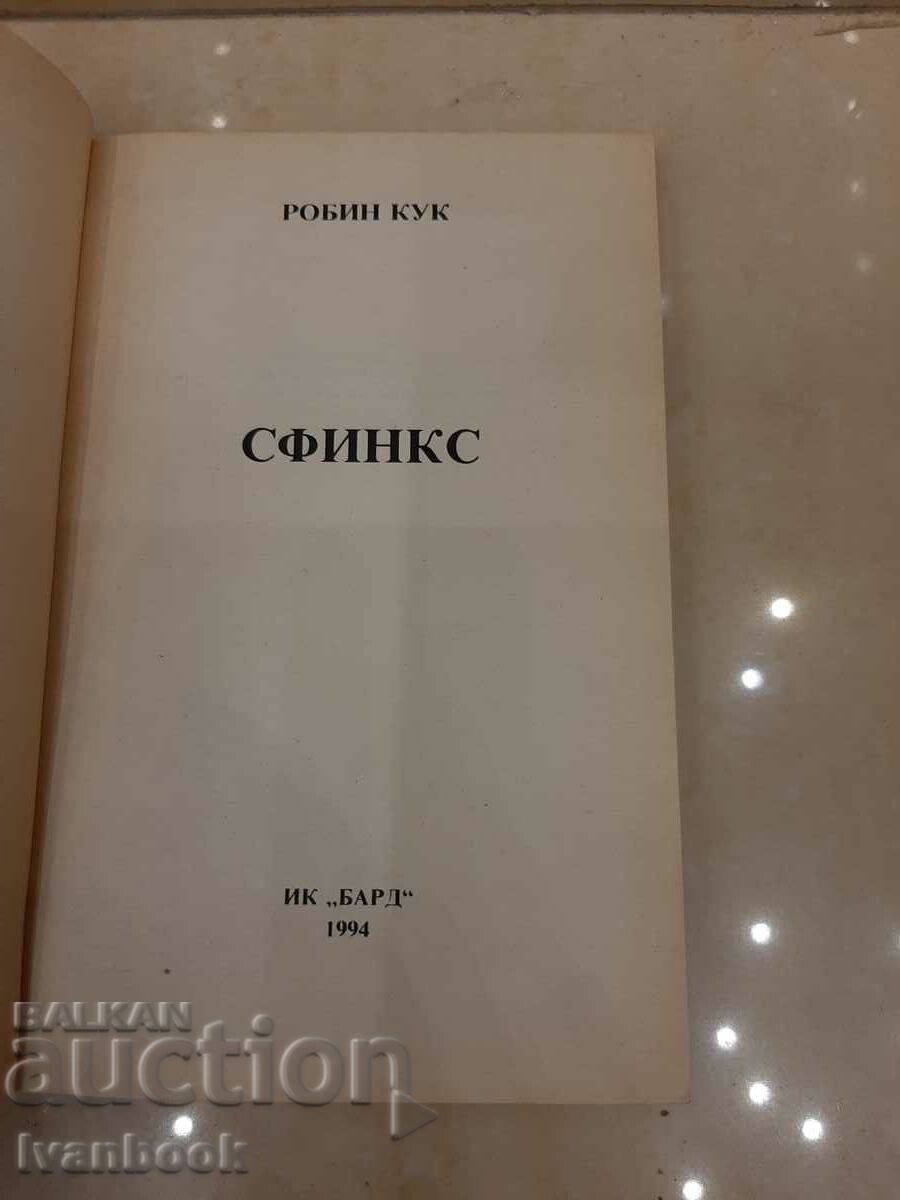 РОБИН КУК
СФИНКС
ИК „БАРД“
1994
BALKAN
auction
Ivanbook